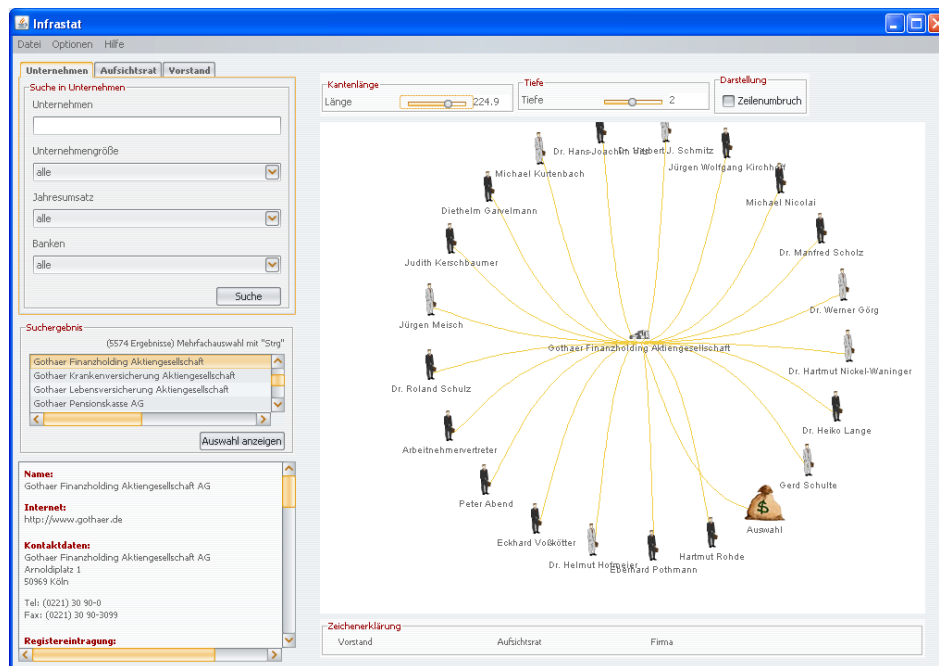 Infrastat
Datei Optionen Hilfe
Unternehmen Aufsichtsrat Vorstand
Suche in Unternehmen
Unternehmen
Unternehmengröße
alle
Jahresumsatz
alle
Banken
alle
Suche
Suchergebnis
(5574 Ergebnisse) Mehrfachauswahl mit "Strg"
Gothaer Finanzholding Aktiengesellschaft
Gothaer Krankenversicherung Aktiengesellschaft
Gothaer Lebensversicherung Aktiengesellschaft
Gothaer Pensionskasse AG
Auswahl anzeigen
Name:
Gothaer Finanzholding Aktiengesellschaft AG
Internet:
http://www.gothaer.de
Kontaktdaten:
Gothaer Finanzholding Aktiengesellschaft AG
Arnoldiplatz 1
50969 Köln
Tel: (0221) 30 90-0
Fax: (0221) 30 90-3099
Registereintragung:
Kantenlänge
Länge 224.9
Tiefe
Tiefe 2
Darstellung
Zeilenumbruch
Dr. Hans-Joachim
J. Schmitz
Jürgen Wolfgang Kirchhoff
Michael Kurtenbach
Michael Nicolai
Diethelm Garvelmann
Dr. Manfred Scholz
Judith Kerschbaumer
Dr. Werner Görg
Jürgen Meisch
Gothaer Finanzholding Aktiengesellschaft
Dr. Hartmut Nickel-Waninger
Dr. Roland Schulz
Dr. Heiko Lange
Arbeitnehmervertreter
Gerd Schulte
Peter Abend
Auswahl
Eckhard Voßkötter
Hartmut Rohde
Dr. Helmut Hofmeier
Eberhard Pothmann
Zeichenerklärung
Vorstand Aufsichtsrat Firma